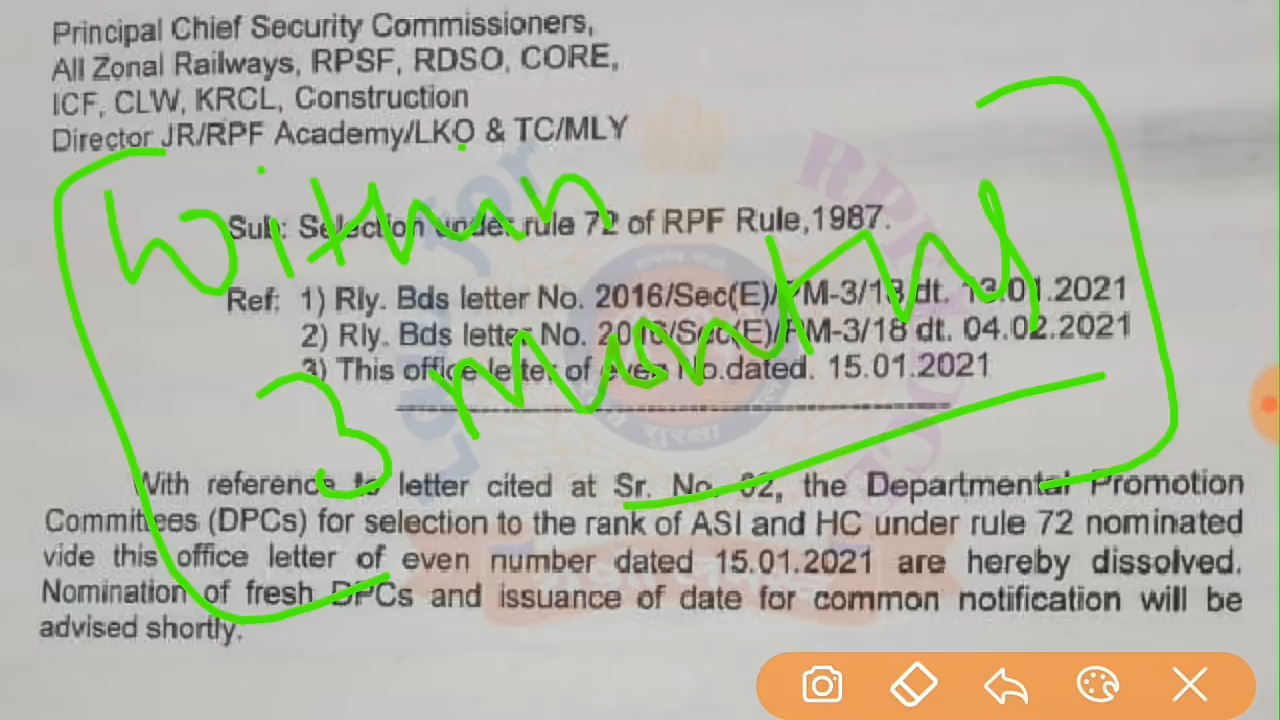 Principal Chief Security Commissioners,
All Zonal Railways, RPSF, RDSO, CORE,
ICF, CLW, KRCL, Construction
Director JR/RPF Academy/LKO & TC/MLY
Within
Sub: Selection under rule 72 of RPF Rule,1987.
Ref: 1) Rly. Bds letter No. 2016/Sec(E)/PM-3/18 dt. 13.01.2021
2) Rly. Bds letter No. 2016/Sec(E)/PM-3/18 dt. 04.02.2021
3) This office letter of even No.dated. 15.01.2021
3 months
With reference to letter cited at Sr. No. 02, the Departmental Promotion
Committees (DPCs) for selection to the rank of ASI and HC under rule 72 nominated
vide this office letter of even number dated 15.01.2021 are hereby dissolved.
Nomination of fresh DPCs and issuance of date for common notification will be
advised shortly.